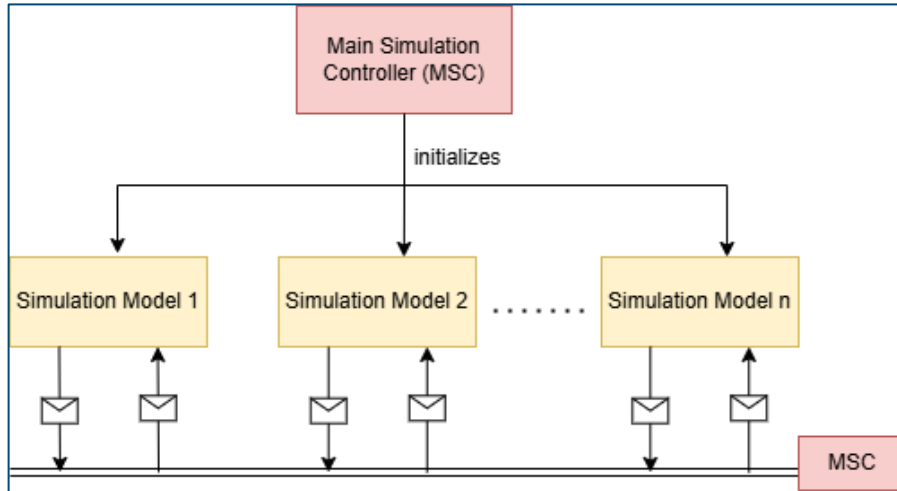 Main Simulation
Controller (MSC)
initializes
Simulation Model 1
Simulation Model 2
.......
Simulation Model n
MSC